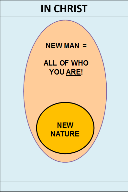 IN CHRIST
NEW MAN =
ALL OF WHO
YOU ARE!
NEW
NATURE